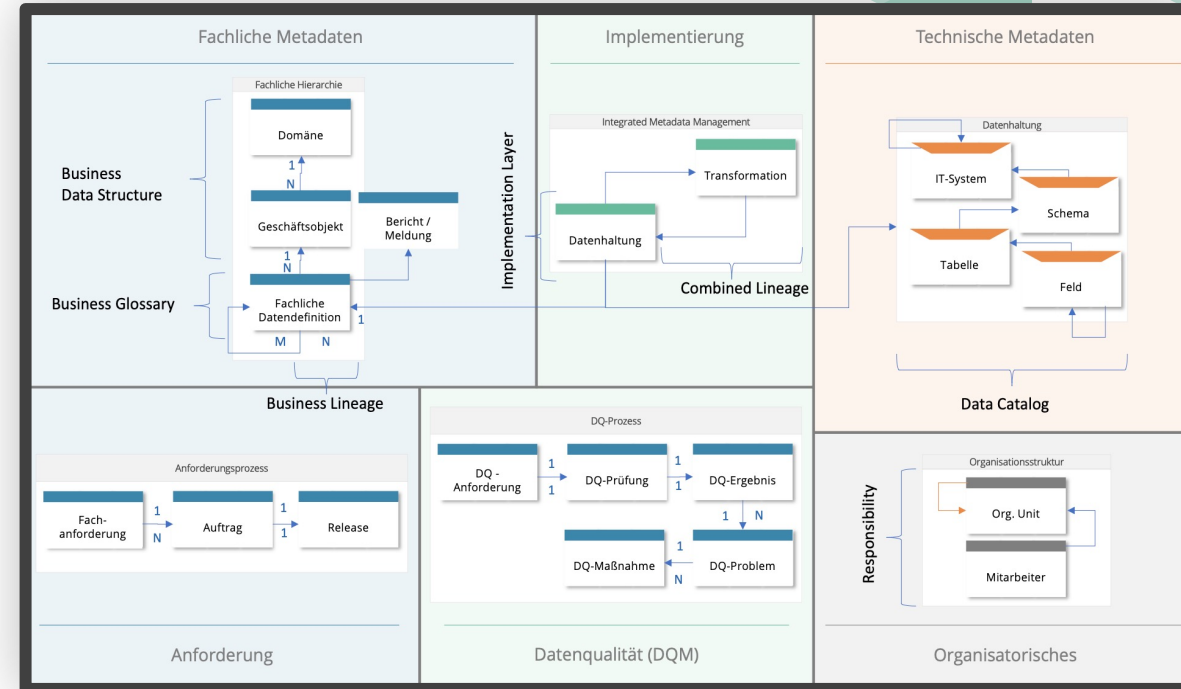 Fachliche Metadaten
Fachliche Hierarchie
Domäne
1
N
Business
Data Structure
Geschäftsobjekt
Bericht /
Meldung
1
N
Business Glossary
Fachliche
Datendefinition
1
M
N
Business Lineage
Implementierung
Integrated Metadata Management
Implementation Layer
Transformation
Datenhaltung
Combined Lineage
Technische Metadaten
Datenhaltung
IT-System
Schema
Tabelle
Feld
Data Catalog
Anforderungsprozess
Fach-
anforderung
1
N
Auftrag
1
1
Release
Anforderung
DQ-Prozess
DQ -
Anforderung
1
1
DQ-Prüfung
1
1
DQ-Ergebnis
1
N
DQ-Maßnahme
1
N
DQ-Problem
Datenqualität (DQM)
Organisationsstruktur
Responsibility
Org. Unit
Mitarbeiter
Organisatorisches